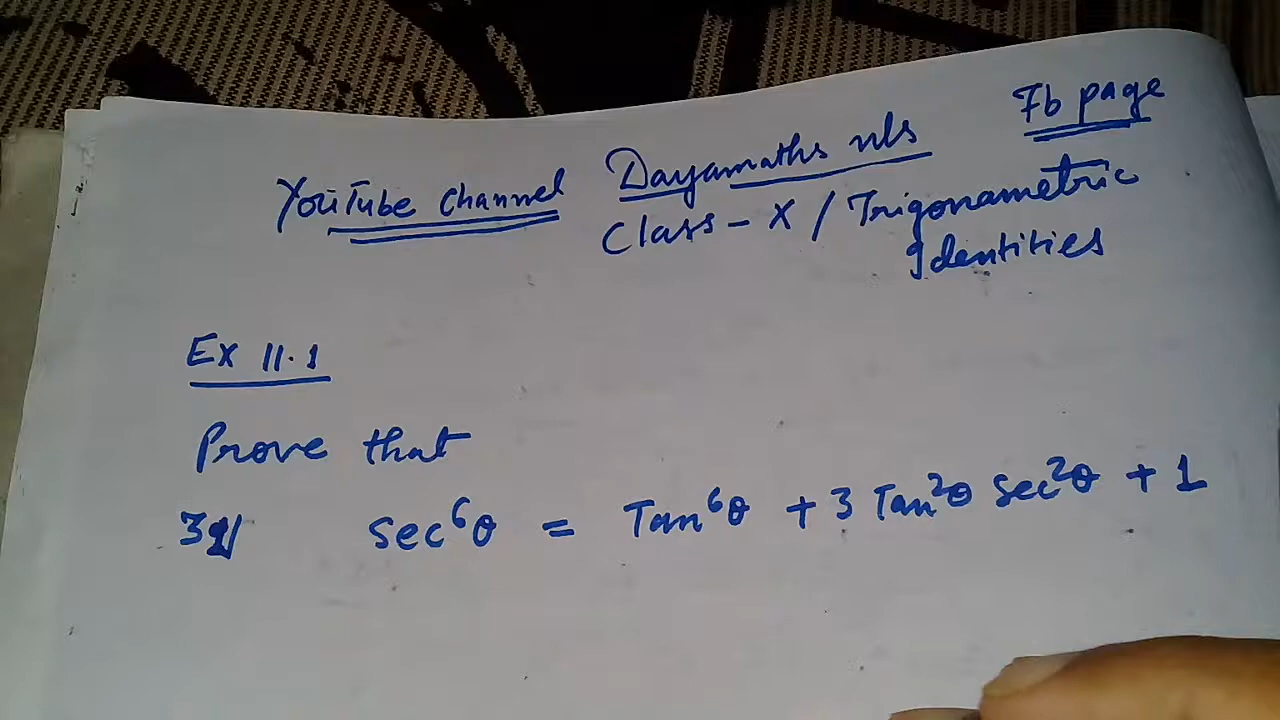 YouTube channel Dayamaths nls Fb page
Class - X / Trigonametric
Identities
Ex 11.1
Prove that
sec⁶θ = Tan⁶θ + 3 Tan²θ sec²θ + 1